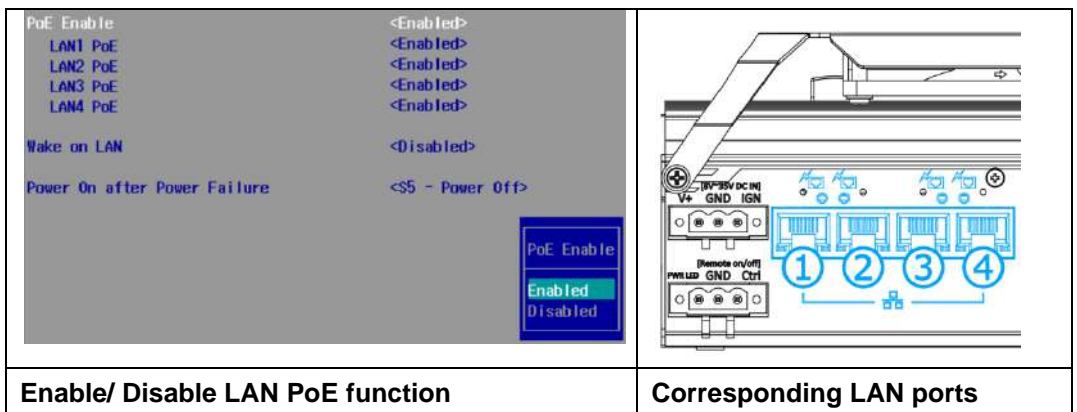 PoE Enable <Enabled>
LAN1 PoE <Enabled>
LAN2 PoE <Enabled>
LAN3 PoE <Enabled>
LAN4 PoE <Enabled>
Wake on LAN <Disabled>
Power On after Power Failure <S5 - Power Off>
PoE Enable
Enabled
Disabled
[8V~35V DC IN]
V+ GND IGN
[Remote on/off]
PWR LED GND Ctrl
1 2 3 4
Enable/ Disable LAN PoE function
Corresponding LAN ports